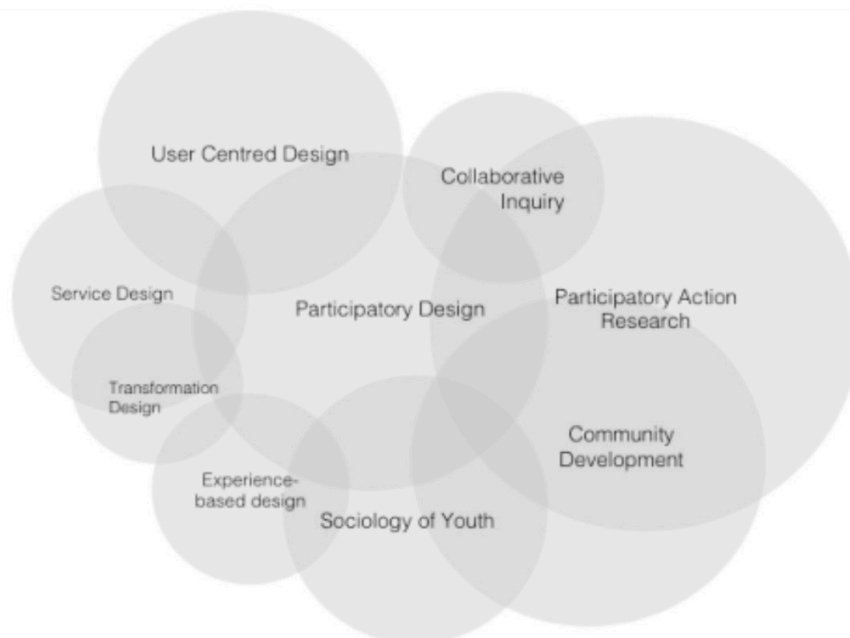 User Centred Design
Collaborative
Inquiry
Service Design
Participatory Design
Participatory Action
Research
Transformation
Design
Community
Development
Experience-
based design
Sociology of Youth